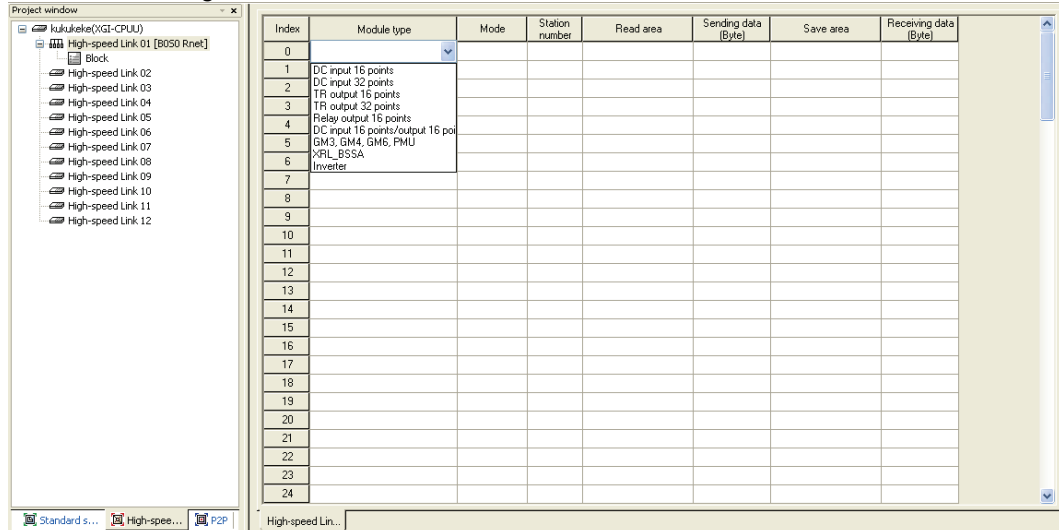 Project window
kukukeke(XGI-CPUU)
High-speed Link 01 [B050 Rnet]
Block
High-speed Link 02
High-speed Link 03
High-speed Link 04
High-speed Link 05
High-speed Link 06
High-speed Link 07
High-speed Link 08
High-speed Link 09
High-speed Link 10
High-speed Link 11
High-speed Link 12
Standard s... High-spee... P2P
Index Module type Mode Station number Read area Sending data (Byte) Save area Receiving data (Byte)
0
1
2
3
4
5
6
7
8
9
10
11
12
13
14
15
16
17
18
19
20
21
22
23
24
DC input 16 points
DC input 32 points
TR output 16 points
TR output 32 points
Relay output 16 points
DC input 16 points/output 16 poi
GM3, GM4, GM6, PMU
XRL_BSSA
Inverter
High-speed Lin...